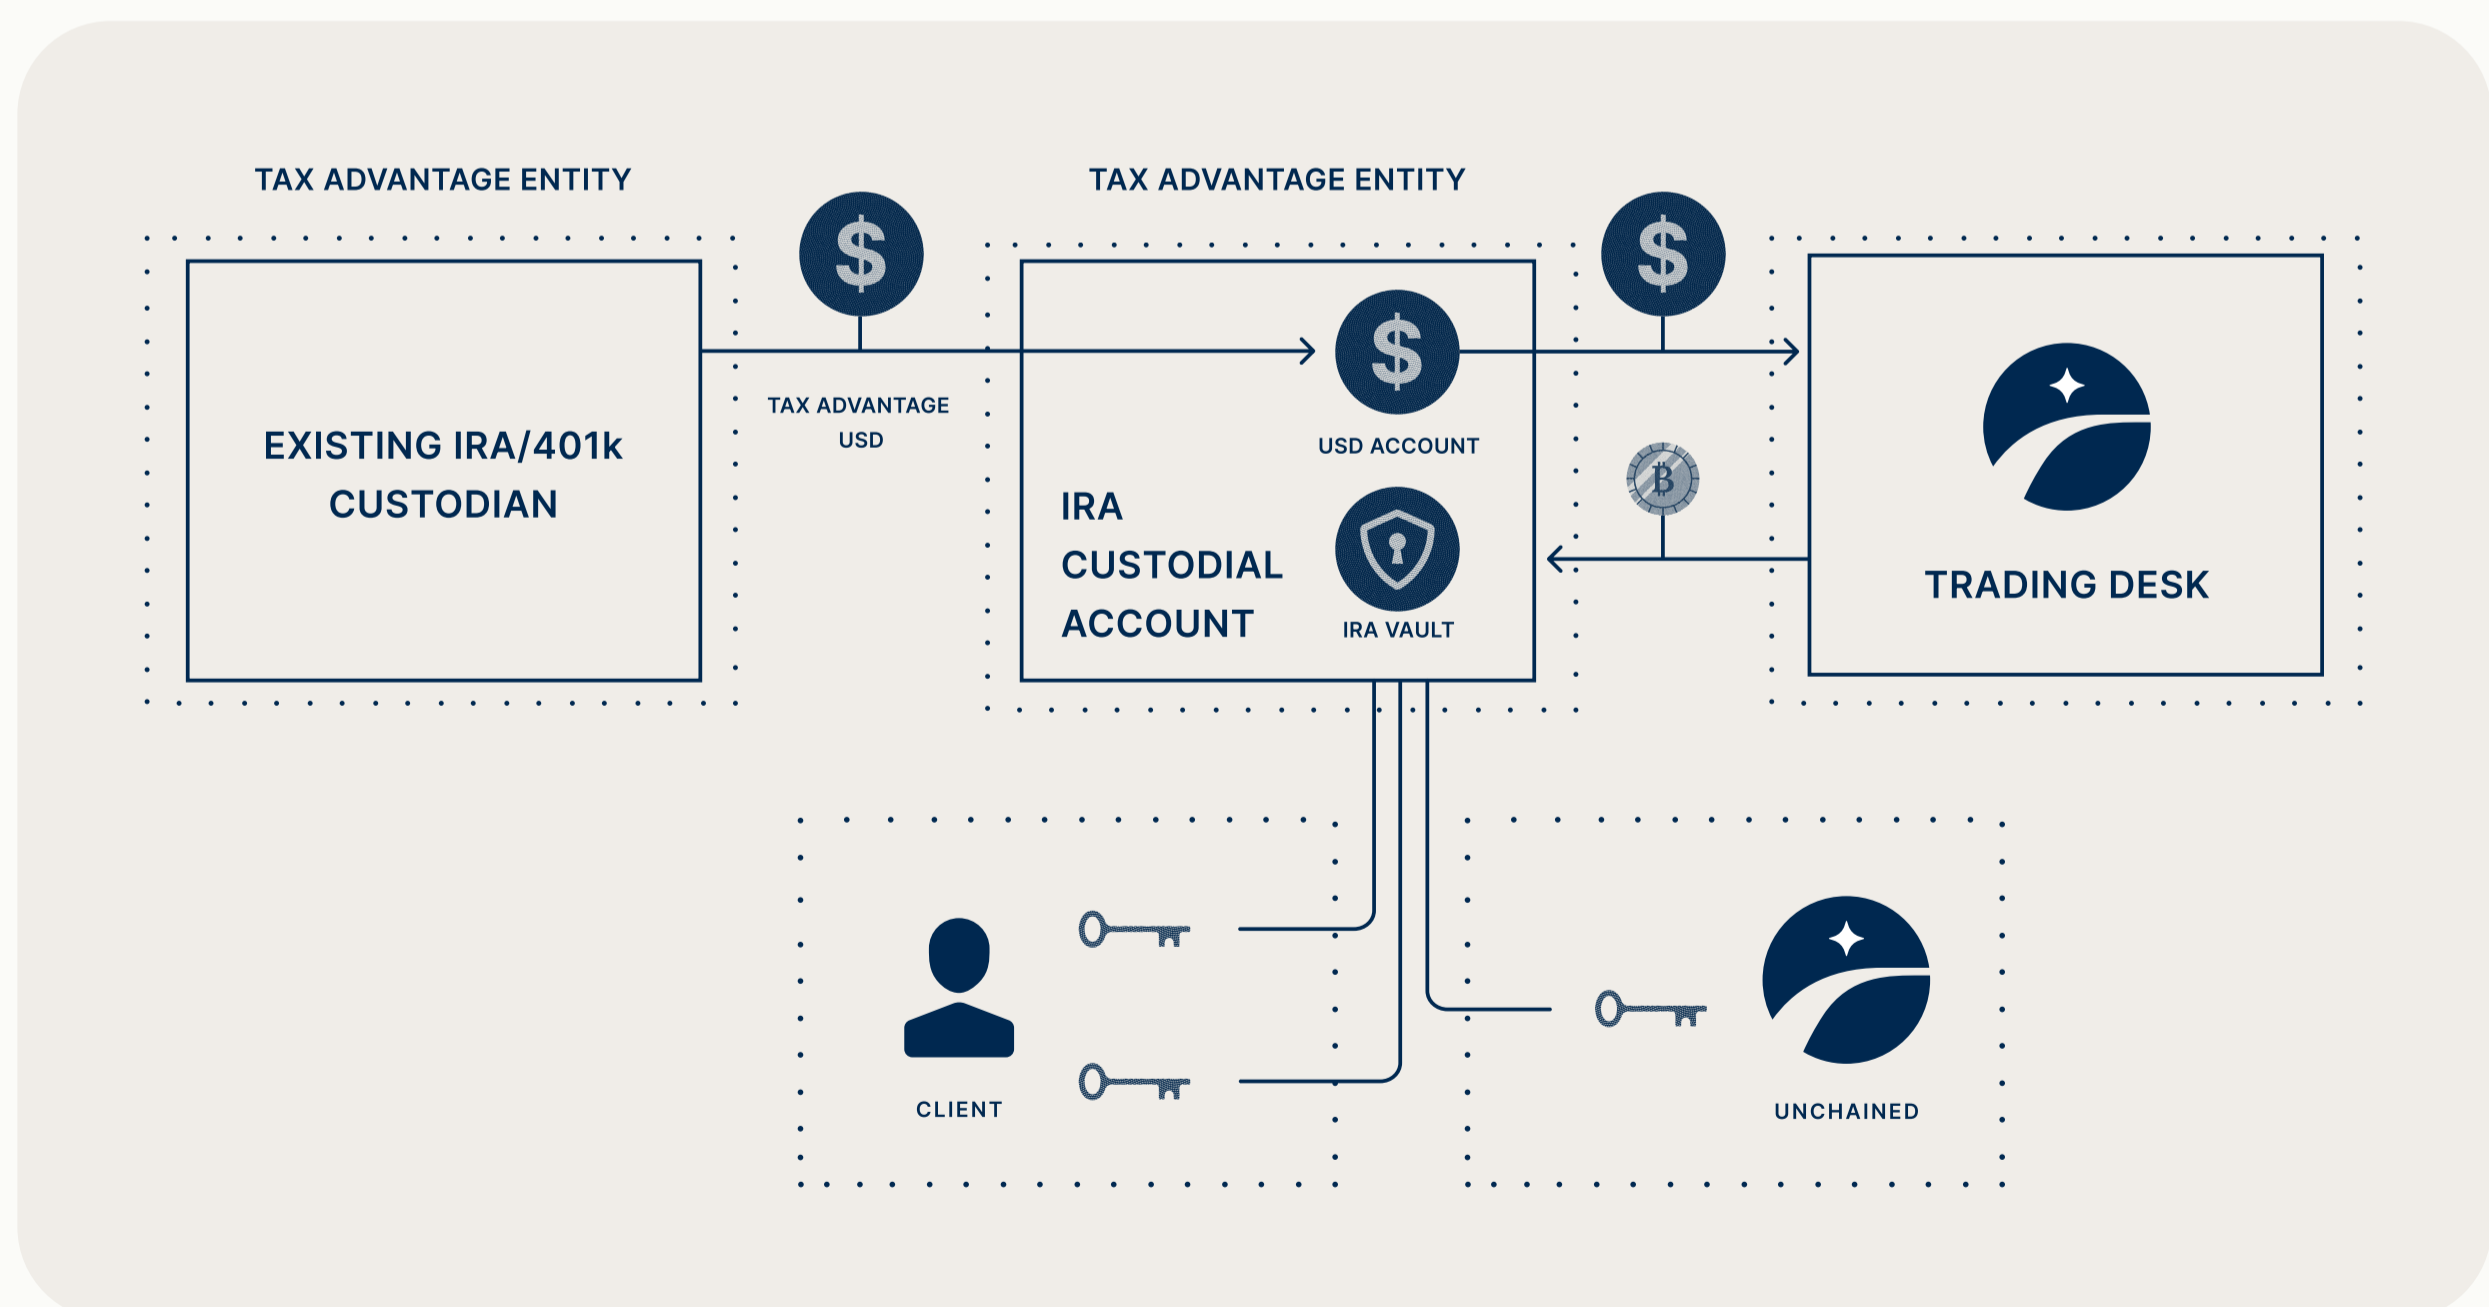 TAX ADVANTAGE ENTITY
EXISTING IRA/401k
CUSTODIAN
$
TAX ADVANTAGE
USD
TAX ADVANTAGE ENTITY
$
USD ACCOUNT
IRA
CUSTODIAL
ACCOUNT
IRA VAULT
$
B
TRADING DESK
CLIENT
UNCHAINED